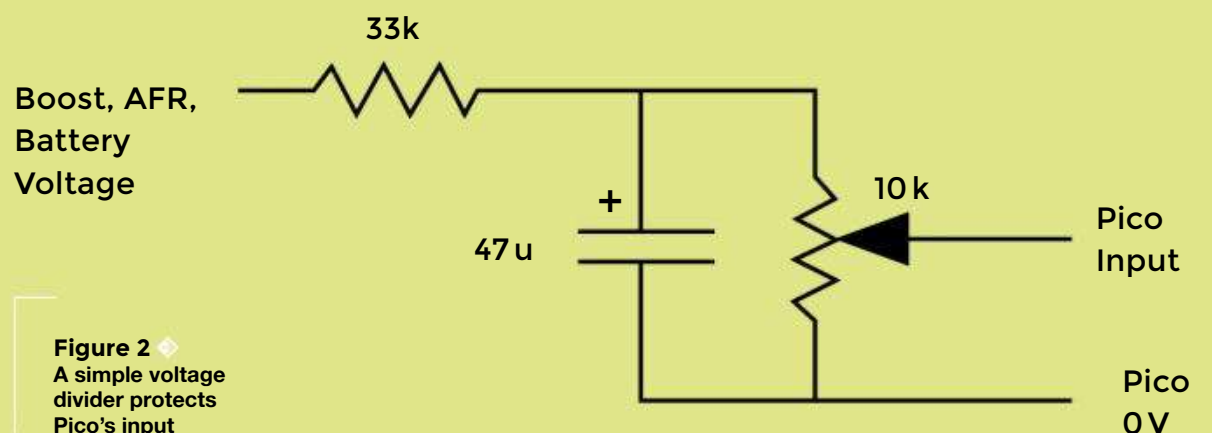 33k
Boost, AFR,
Battery
Voltage
+
47 u
10 k
Pico
Input
Pico
0 V
Figure 2
A simple voltage
divider protects
Pico's input